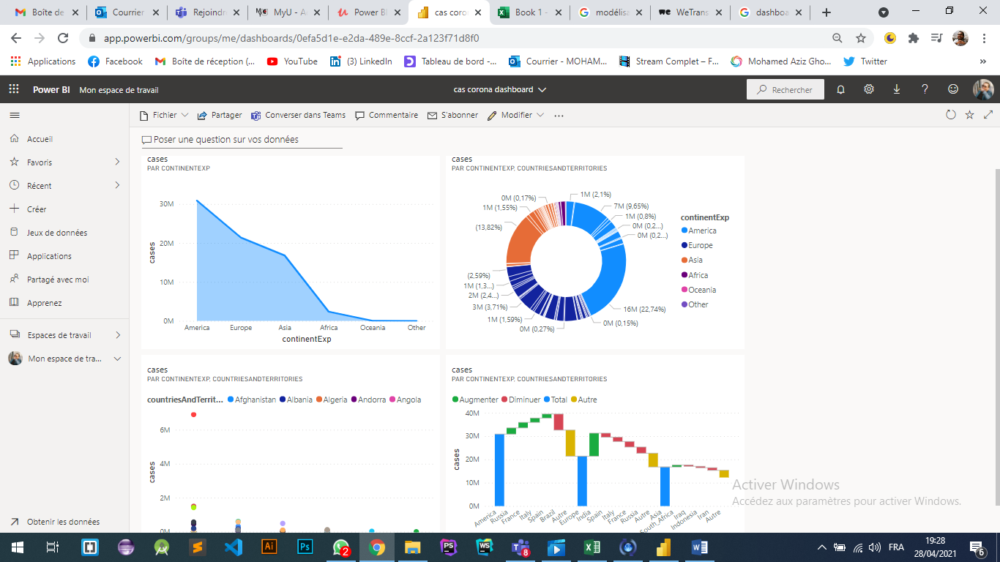 Boîte de
Courrier
Rejoindr
MyU - A
Power BI
cas coro
Book 1 -
modélisa
WeTrans
dashboa
app.powerbi.com/groups/me/dashboards/0efa5d1e-e2da-489e-8ccf-2a123f71d8f0
Applications
Facebook
Boîte de réception (...
YouTube
(3) LinkedIn
Tableau de bord -...
Courrier - MOHAM...
Stream Complet – F...
Mohamed Aziz Gho...
Twitter
Power BI
Mon espace de travail
cas corona dashboard
Rechercher
Fichier
Partager
Converser dans Teams
Commentaire
S'abonner
Modifier
Accueil
Favoris
Récent
Créer
Jeux de données
Applications
Partagé avec moi
Apprenez
Espaces de travail
Mon espace de tra...
Obtenir les données
Poser une question sur vos données
cases
PAR CONTINENTEXP
30M
20M
10M
0M
cases
America
Europe
Asia
Africa
Oceania
Other
continentExp
cases
PAR CONTINENTEXP, COUNTRIESANDTERRITORIES
0M (0,17%)
1M (1,55%)
(13,82%)
(2,59%)
1M (1,3...)
2M (2,4...)
3M (3,71%)
1M (1,59%)
0M (0,27%)
1M (2,1%)
7M (9,65%)
1M (0,8%)
0M (0,2...)
0M (0,2...)
16M (22,74%)
0M (0,15%)
continentExp
America
Europe
Asia
Africa
Oceania
Other
cases
PAR CONTINENTEXP, COUNTRIESANDTERRITORIES
countriesAndTerrit...
Afghanistan
Albania
Algeria
Andorra
Angola
6M
4M
2M
0M
cases
cases
PAR CONTINENTEXP, COUNTRIESANDTERRITORIES
Augmenter
Diminuer
Total
Autre
40M
30M
20M
10M
0M
cases
America
Russia
France
Italy
Spain
Brazil
Autre
Europe
India
Spain
Italy
France
Russia
Autre
Asia
South_Africa
Iraq
Indonesia
Iran
Autre
Activer Windows
Accédez aux paramètres pour activer Windows.
Ai
Ps
2
PS
WS
8
FRA
19:28
28/04/2021
6